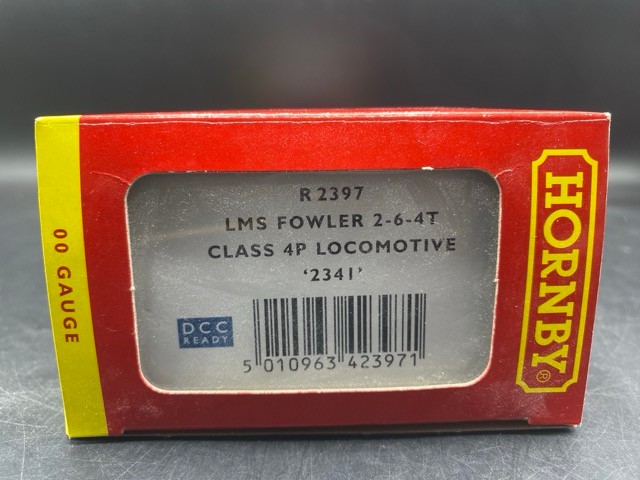 00 GAUGE
R 2397
LMS FOWLER 2-6-4T
CLASS 4P LOCOMOTIVE
'2341'
DCC
READY
5 010963 423971
HORNBY®